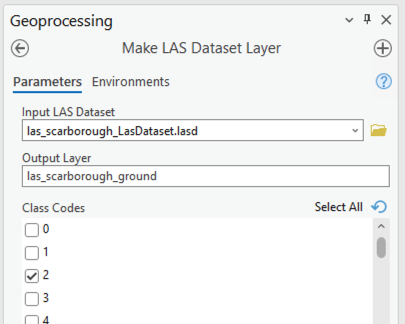 Geoprocessing
Make LAS Dataset Layer
Parameters Environments
Input LAS Dataset
las_scarborough_LasDataset.lasd
Output Layer
las_scarborough_ground
Class Codes Select All
0
1
2
3
4